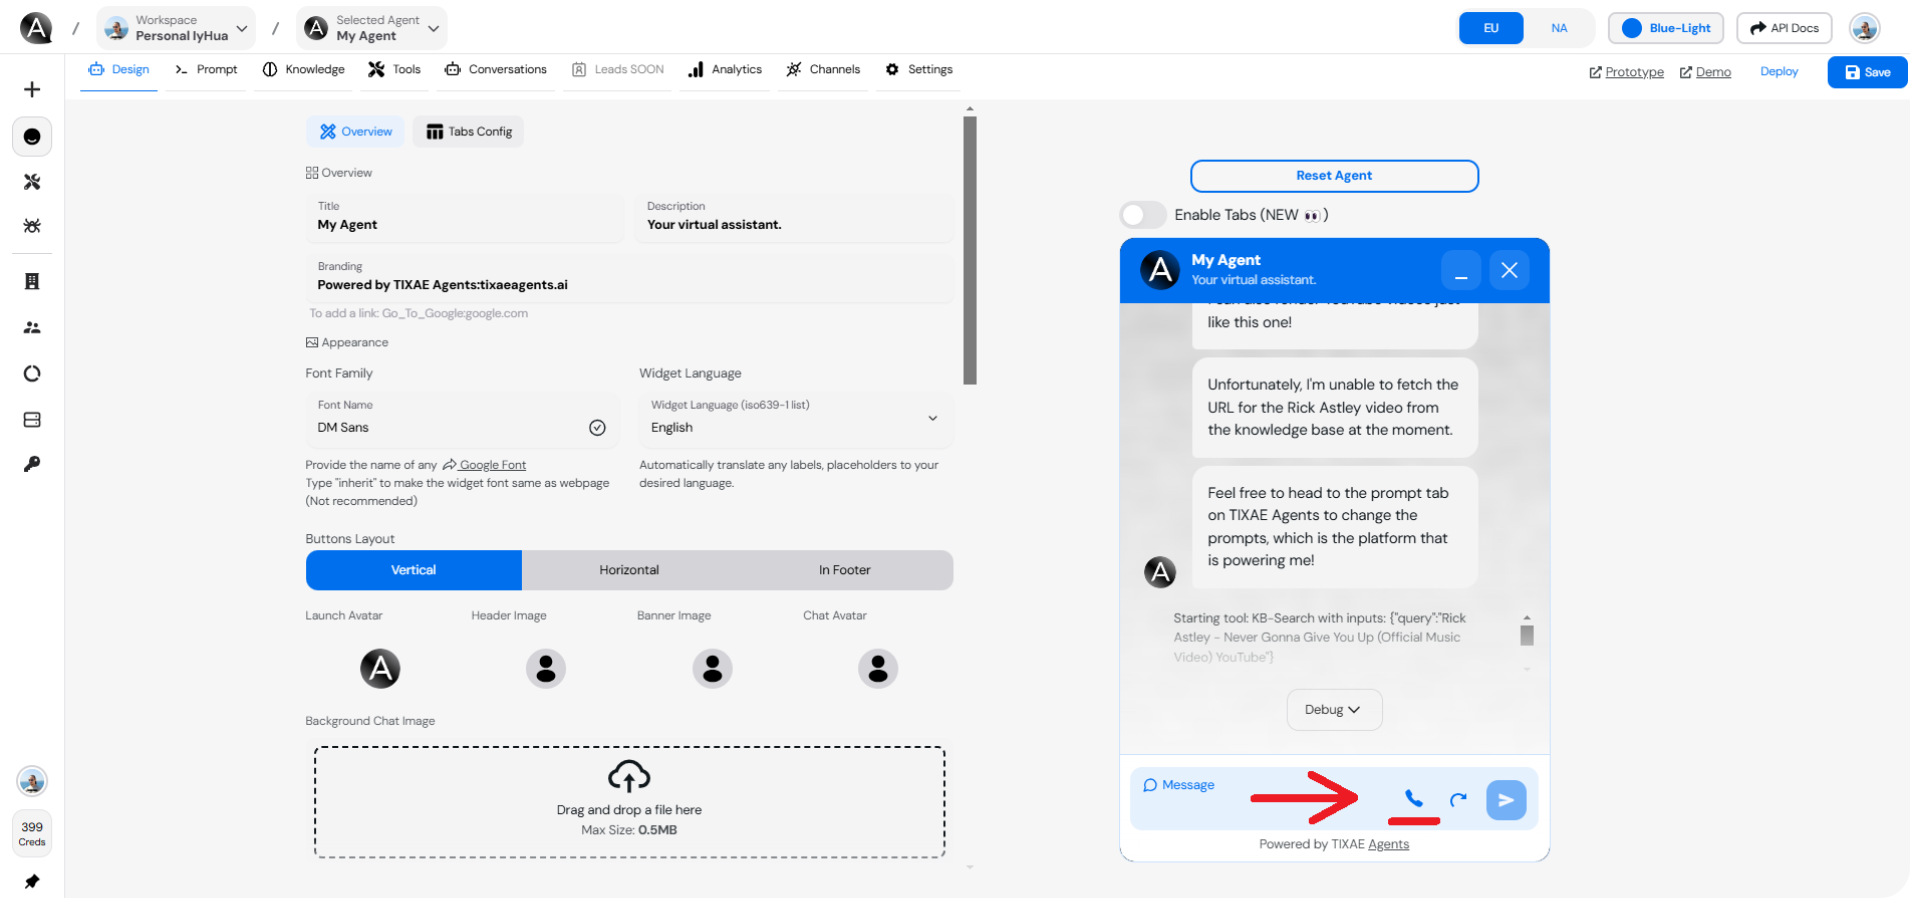 Workspace
Personal IyHua
Selected Agent
My Agent
EU
NA
Blue-Light
API Docs
Design
Prompt
Knowledge
Tools
Conversations
Leads SOON
Analytics
Channels
Settings
Prototype
Demo
Deploy
Save
Overview
Tabs Config
Overview
Title
My Agent
Description
Your virtual assistant.
Branding
Powered by TIXAE Agents:tixaeagents.ai
To add a link: Go_To_Google:google.com
Appearance
Font Family
Widget Language
Font Name
DM Sans
Widget Language (iso639-1 list)
English
Provide the name of any Google Font
Type "inherit" to make the widget font same as webpage
(Not recommended)
Automatically translate any labels, placeholders to your
desired language.
Buttons Layout
Vertical
Horizontal
In Footer
Launch Avatar
Header Image
Banner Image
Chat Avatar
Background Chat Image
Drag and drop a file here
Max Size: 0.5MB
399
Creds
Reset Agent
Enable Tabs (NEW 👀)
My Agent
Your virtual assistant.
like this one!
Unfortunately, I'm unable to fetch the
URL for the Rick Astley video from
the knowledge base at the moment.
Feel free to head to the prompt tab
on TIXAE Agents to change the
prompts, which is the platform that
is powering me!
Starting tool: KB-Search with inputs: {"query":"Rick
Astley - Never Gonna Give You Up (Official Music
Video) YouTube"}
Debug
Message
Powered by TIXAE Agents